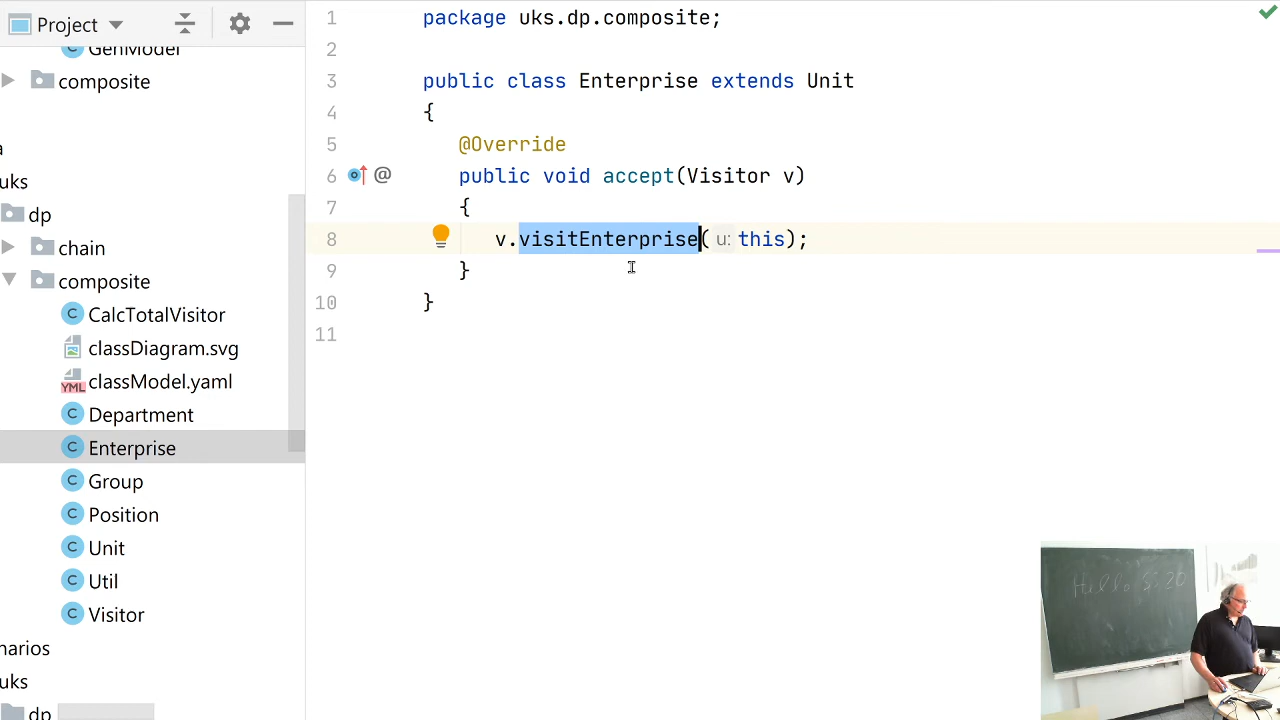 Project
GenModel
composite
a
uks
dp
chain
composite
CalcTotalVisitor
classDiagram.svg
YML classModel.yaml
Department
Enterprise
Group
Position
Unit
Util
Visitor
narios
uks
dp
1 package uks.dp.composite;
2
3 public class Enterprise extends Unit
4 {
5 @Override
6 @ public void accept(Visitor v)
7 {
8 v.visitEnterprise( u: this);
9 }
10 }
11
Hello